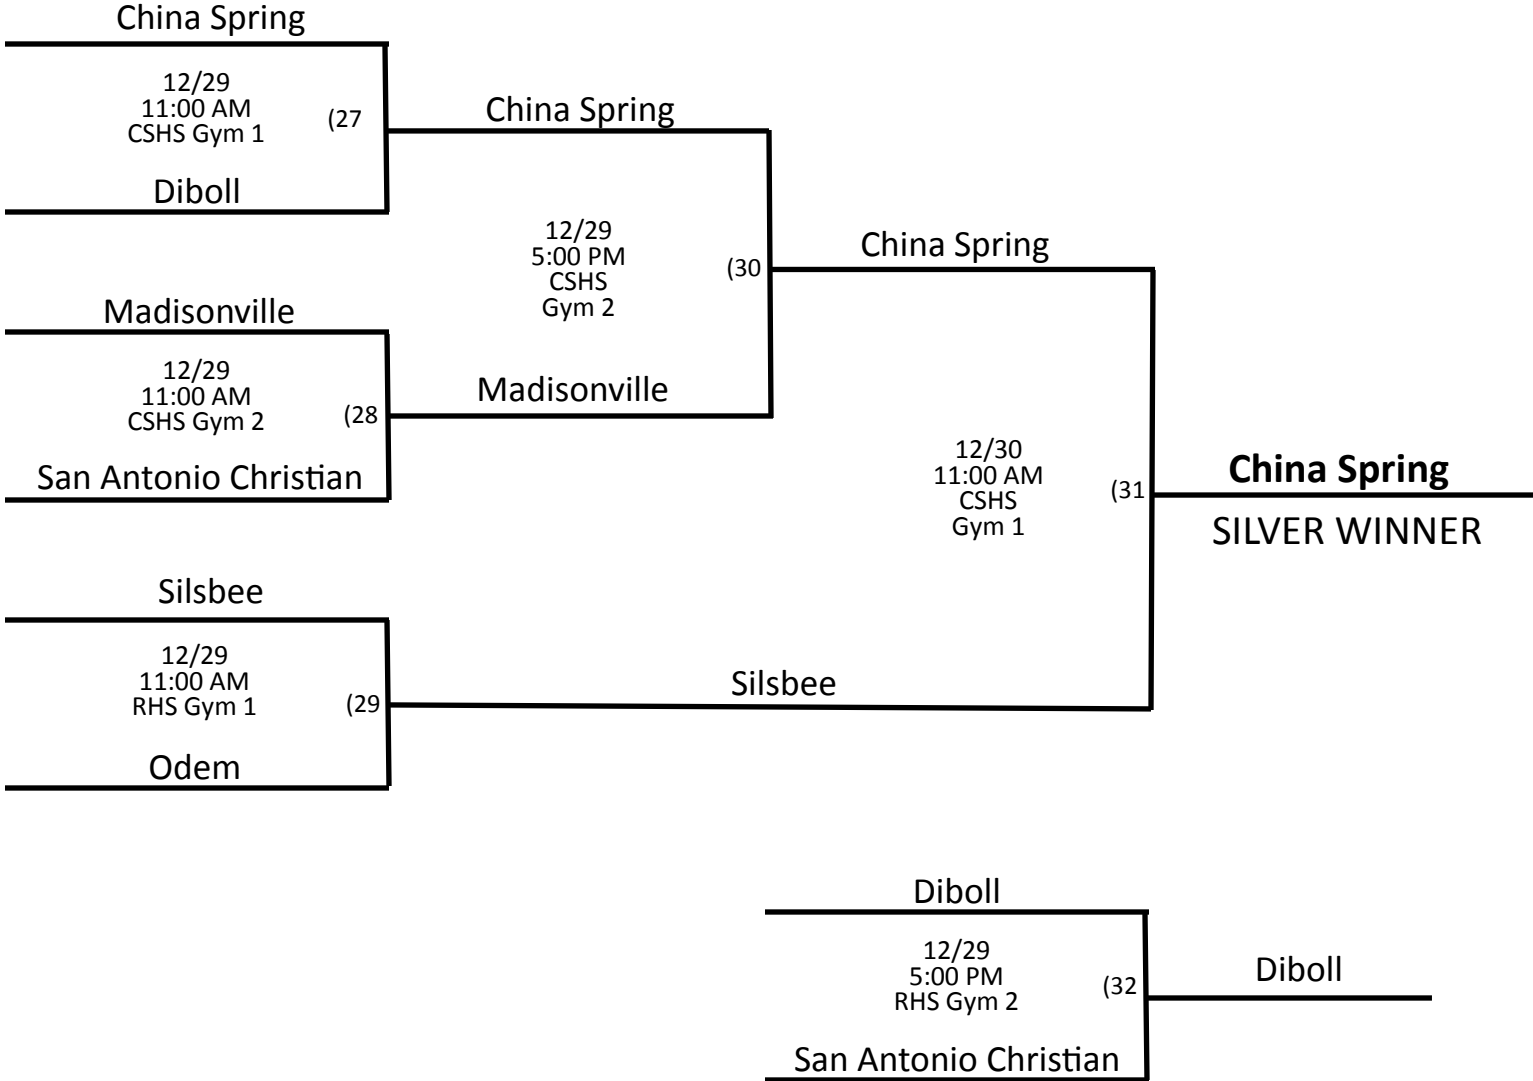 China Spring
12/29
11:00 AM
CSHS Gym 1
(27
Diboll
China Spring
Madisonville
12/29
11:00 AM
CSHS Gym 2
(28
San Antonio Christian
12/29
5:00 PM
CSHS
Gym 2
(30
Madisonville
China Spring
Silsbee
12/29
11:00 AM
RHS Gym 1
(29
Odem
Silsbee
12/30
11:00 AM
CSHS
Gym 1
(31
China Spring
SILVER WINNER
Diboll
12/29
5:00 PM
RHS Gym 2
(32
San Antonio Christian
Diboll